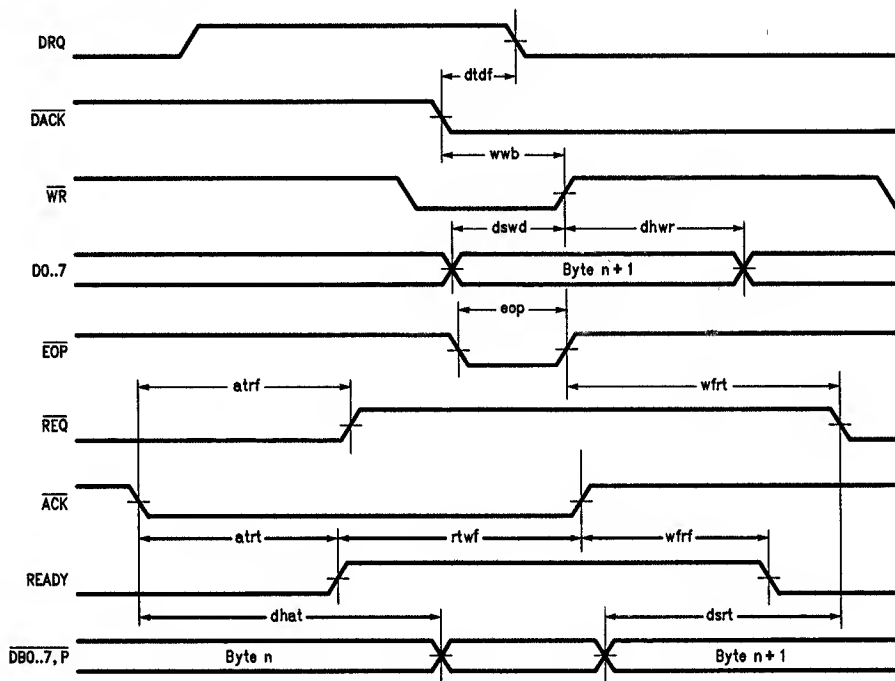 DRQ
dtdf
DACK
wwb
WR
dswd dhwr
D0..7 Byte n + 1
eop
EOP
atrf wfrt
REQ
ACK
atrt rtwf wfrf
READY
dhat dsrt
DB0..7, P Byte n Byte n + 1